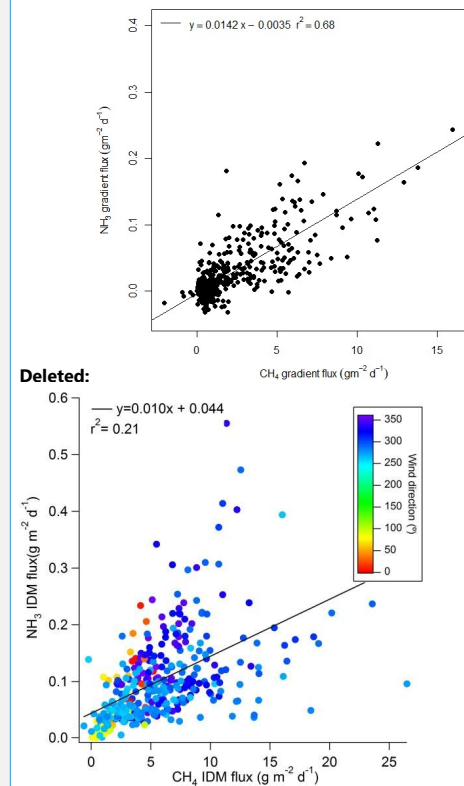 y = 0.0142 x − 0.0035 r² = 0.68
NH₃ gradient flux (gm⁻² d⁻¹)
0.4
0.3
0.2
0.1
0.0
0 5 10 15
CH₄ gradient flux (gm⁻² d⁻¹)
Deleted:
y=0.010x + 0.044
r²= 0.21
NH₃ IDM flux(g m⁻² d⁻¹)
0.6
0.5
0.4
0.3
0.2
0.1
0.0
350
300
250
200
150
100
50
0
Wind direction (º)
0 5 10 15 20 25
CH₄ IDM flux (g m⁻² d⁻¹)